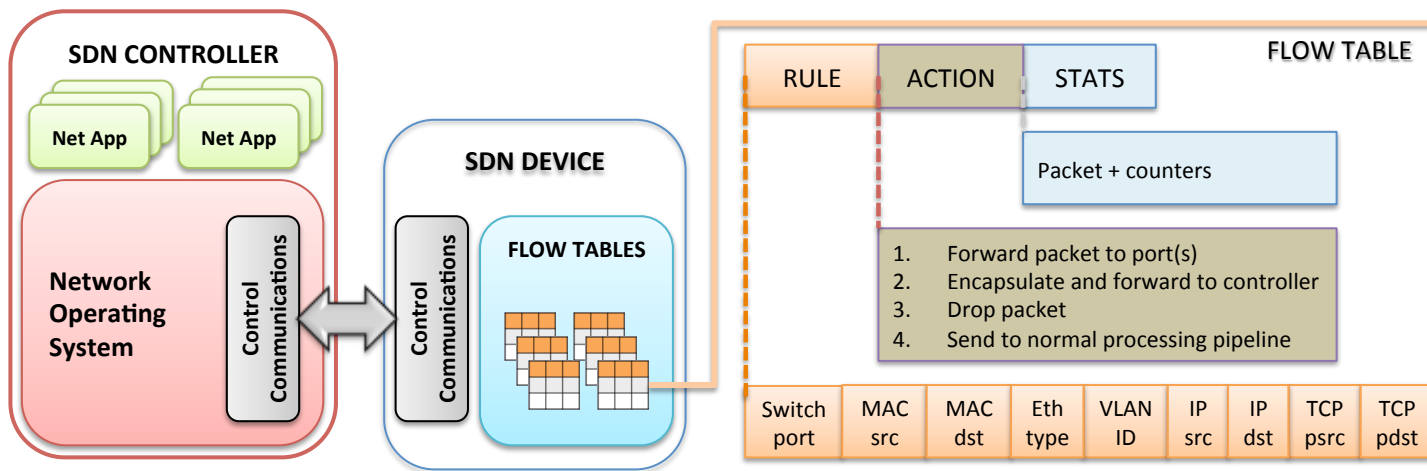 SDN CONTROLLER
Net App
Net App
Network
Operating
System
Control
Communications
SDN DEVICE
Control
Communications
FLOW TABLES
FLOW TABLE
RULE
ACTION
STATS
Packet + counters
1. Forward packet to port(s)
2. Encapsulate and forward to controller
3. Drop packet
4. Send to normal processing pipeline
Switch
port
MAC
src
MAC
dst
Eth
type
VLAN
ID
IP
src
IP
dst
TCP
psrc
TCP
pdst